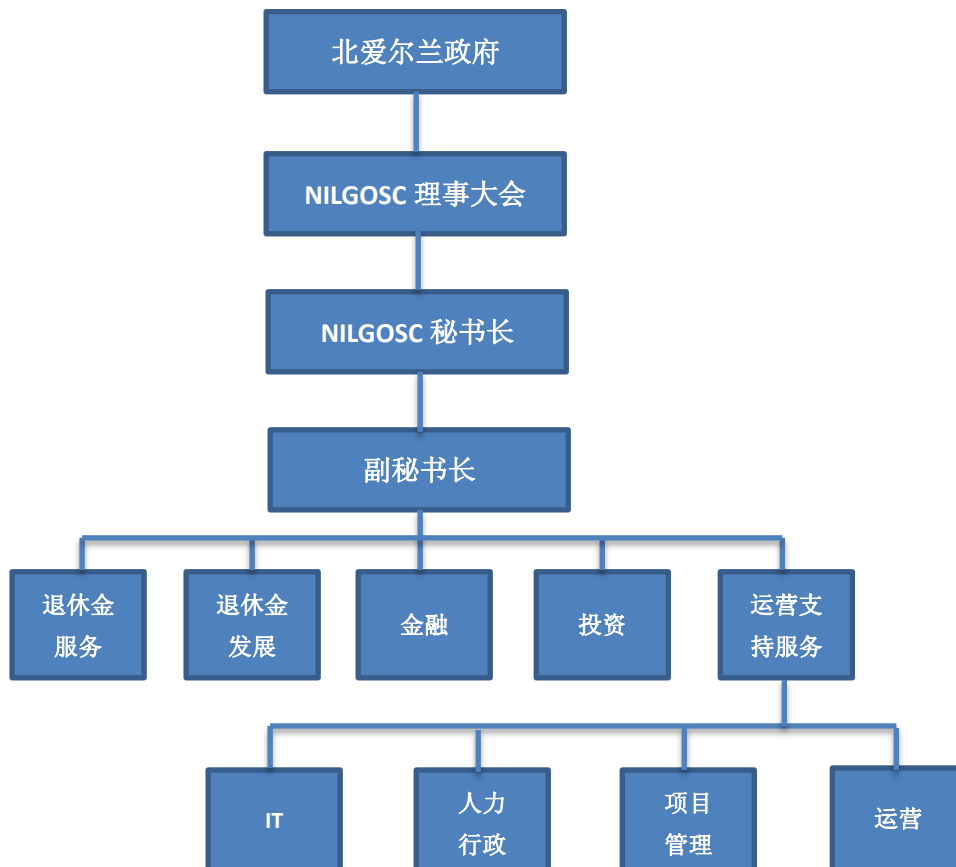 北爱尔兰政府
NILGOSC 理事大会
NILGOSC 秘书长
副秘书长
退休金
服务
退休金
发展
金融
投资
运营支
持服务
IT
人力
行政
项目
管理
运营